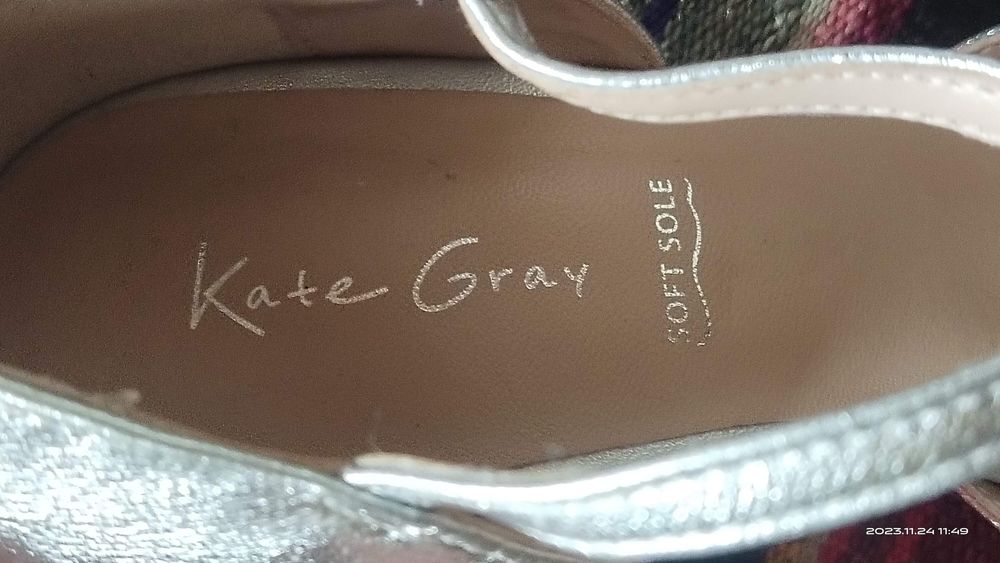 Kate Gray
SOFT SOLE
2023.11.24 11:49